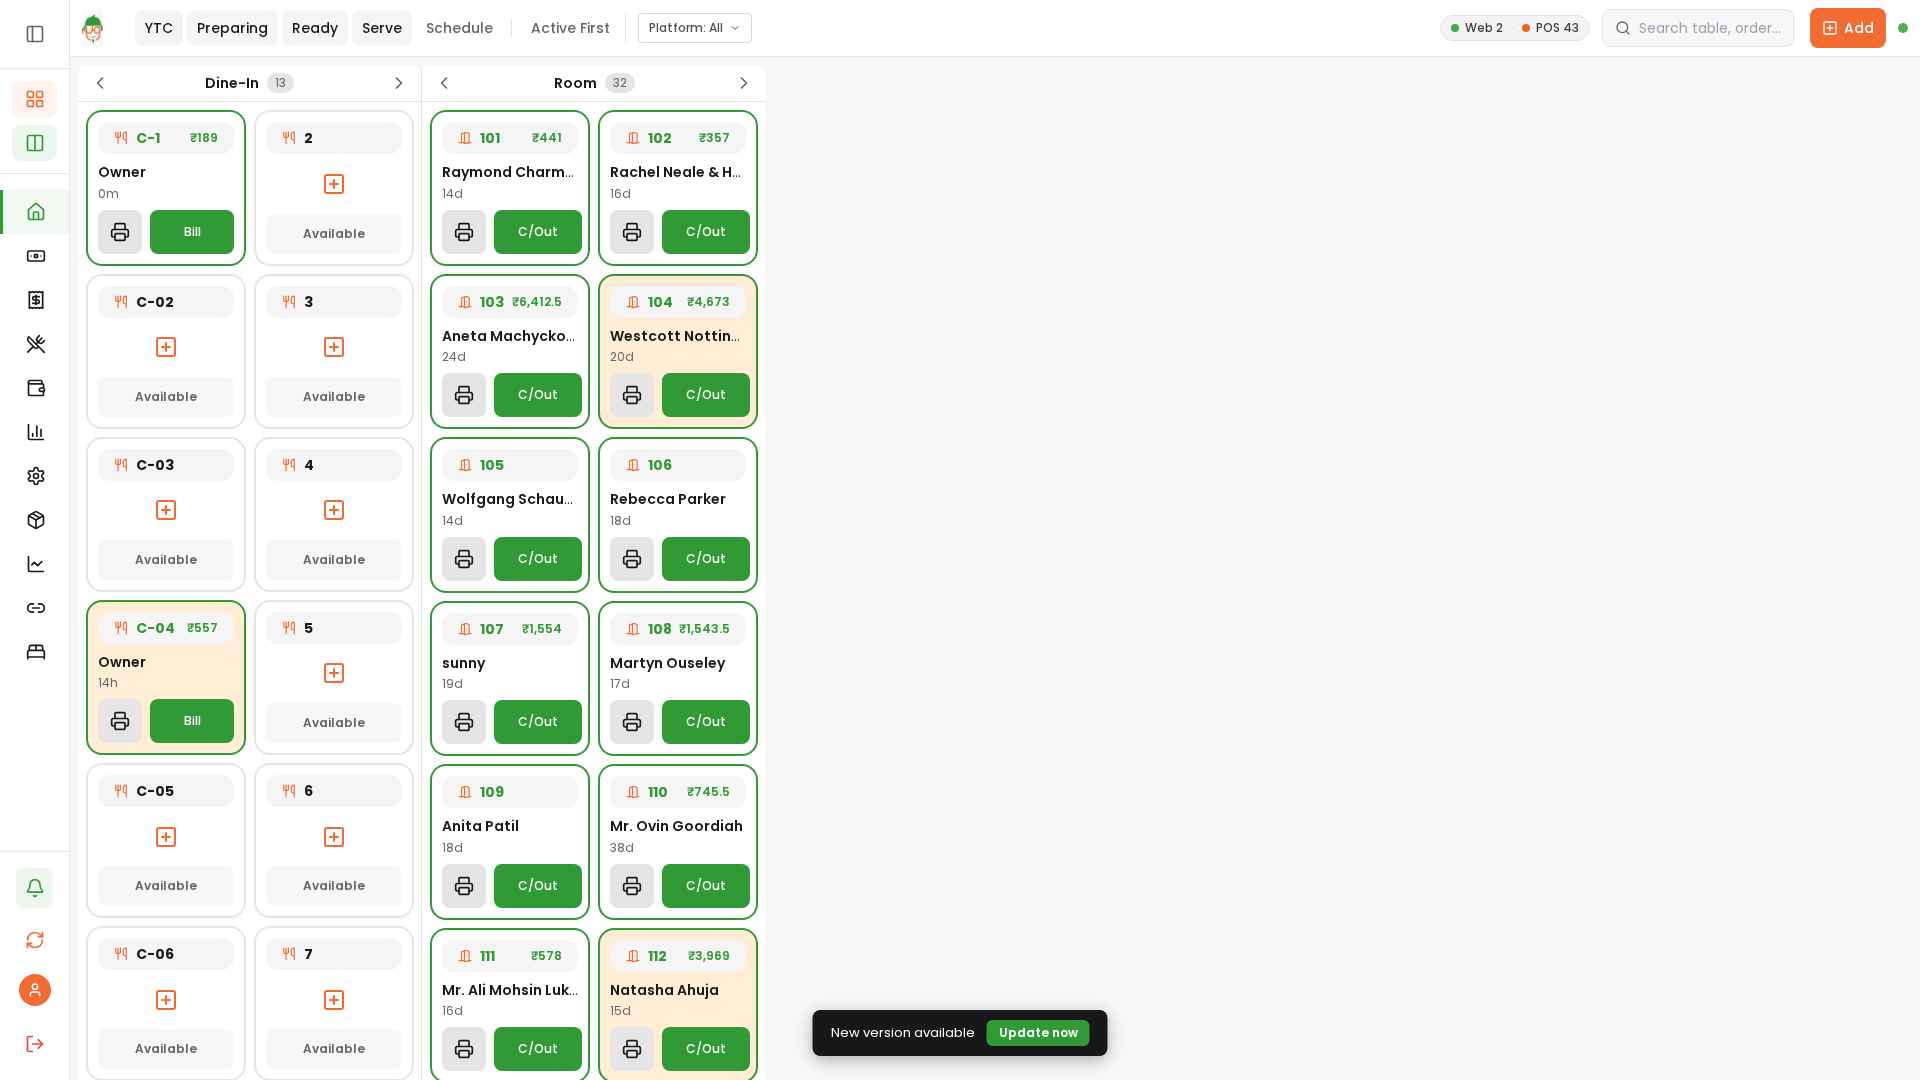 YTC Preparing Ready Serve Schedule Active First Platform: All Web 2 POS 43 Search table, order... Add
Dine-In 13
C-1 ₹189
Owner
0m
Bill
2
Available
C-02
Available
3
Available
C-03
Available
4
Available
C-04 ₹557
Owner
14h
Bill
5
Available
C-05
Available
6
Available
C-06
Available
7
Available
Room 32
101 ₹441
Raymond Charm...
14d
C/Out
102 ₹357
Rachel Neale & H...
16d
C/Out
103 ₹6,412.5
Aneta Machycko...
24d
C/Out
104 ₹4,673
Westcott Nottin...
20d
C/Out
105
Wolfgang Schau...
14d
C/Out
106
Rebecca Parker
18d
C/Out
107 ₹1,554
sunny
19d
C/Out
108 ₹1,543.5
Martyn Ouseley
17d
C/Out
109
Anita Patil
18d
C/Out
110 ₹745.5
Mr. Ovin Goordiah
38d
C/Out
111 ₹578
Mr. Ali Mohsin Luk...
16d
C/Out
112 ₹3,969
Natasha Ahuja
15d
C/Out
New version available Update now